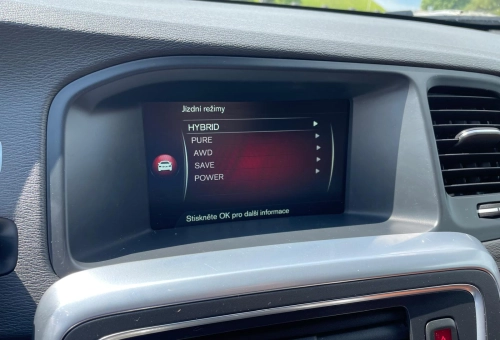 Jízdní režimy
HYBRID
PURE
AWD
SAVE
POWER
Stiskněte OK pro další informace